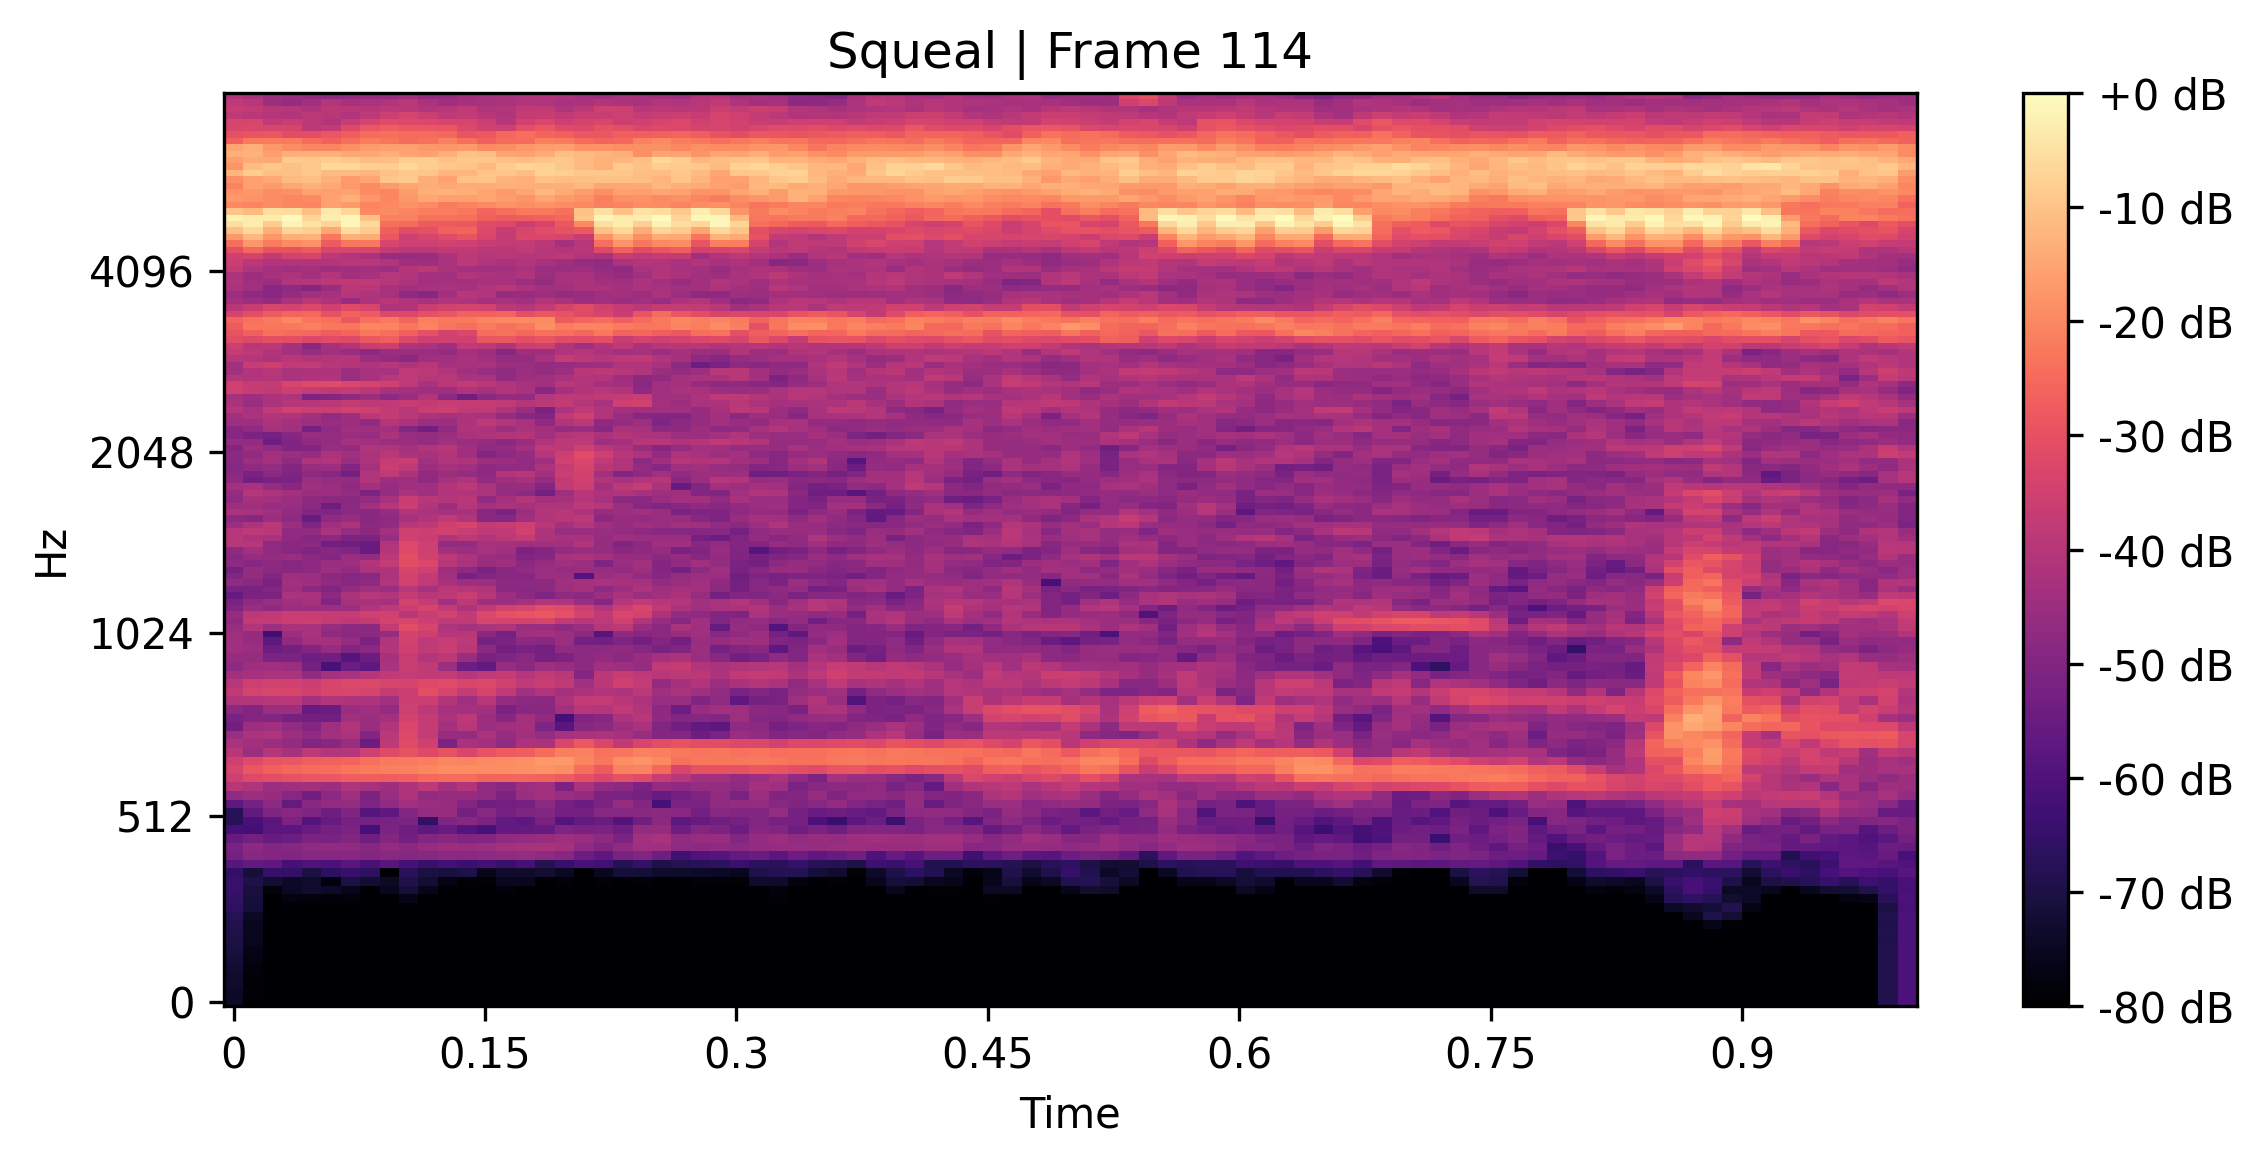 Squeal | Frame 114
+0 dB
-10 dB
-20 dB
-30 dB
-40 dB
-50 dB
-60 dB
-70 dB
-80 dB
4096
2048
1024
512
0
Hz
0 0.15 0.3 0.45 0.6 0.75 0.9
Time